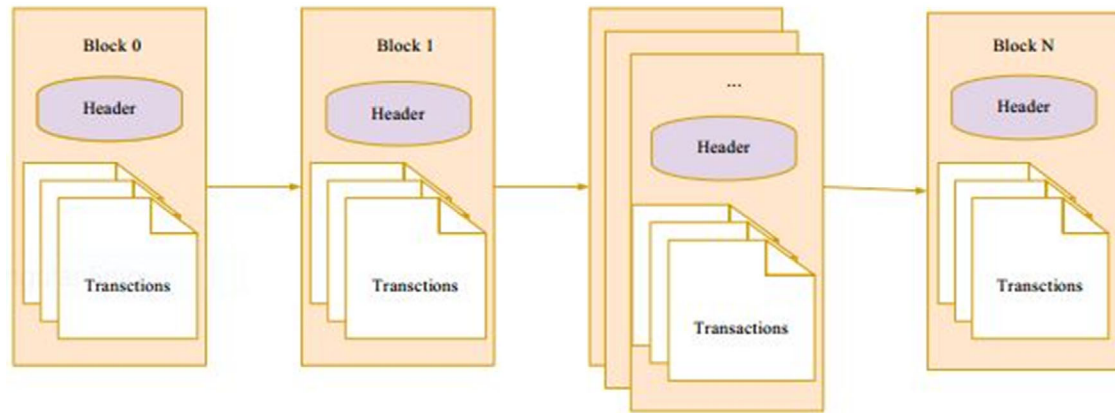 Block 0
Header
Transctions
Block 1
Header
Transctions
...
Header
Transactions
Block N
Header
Transctions